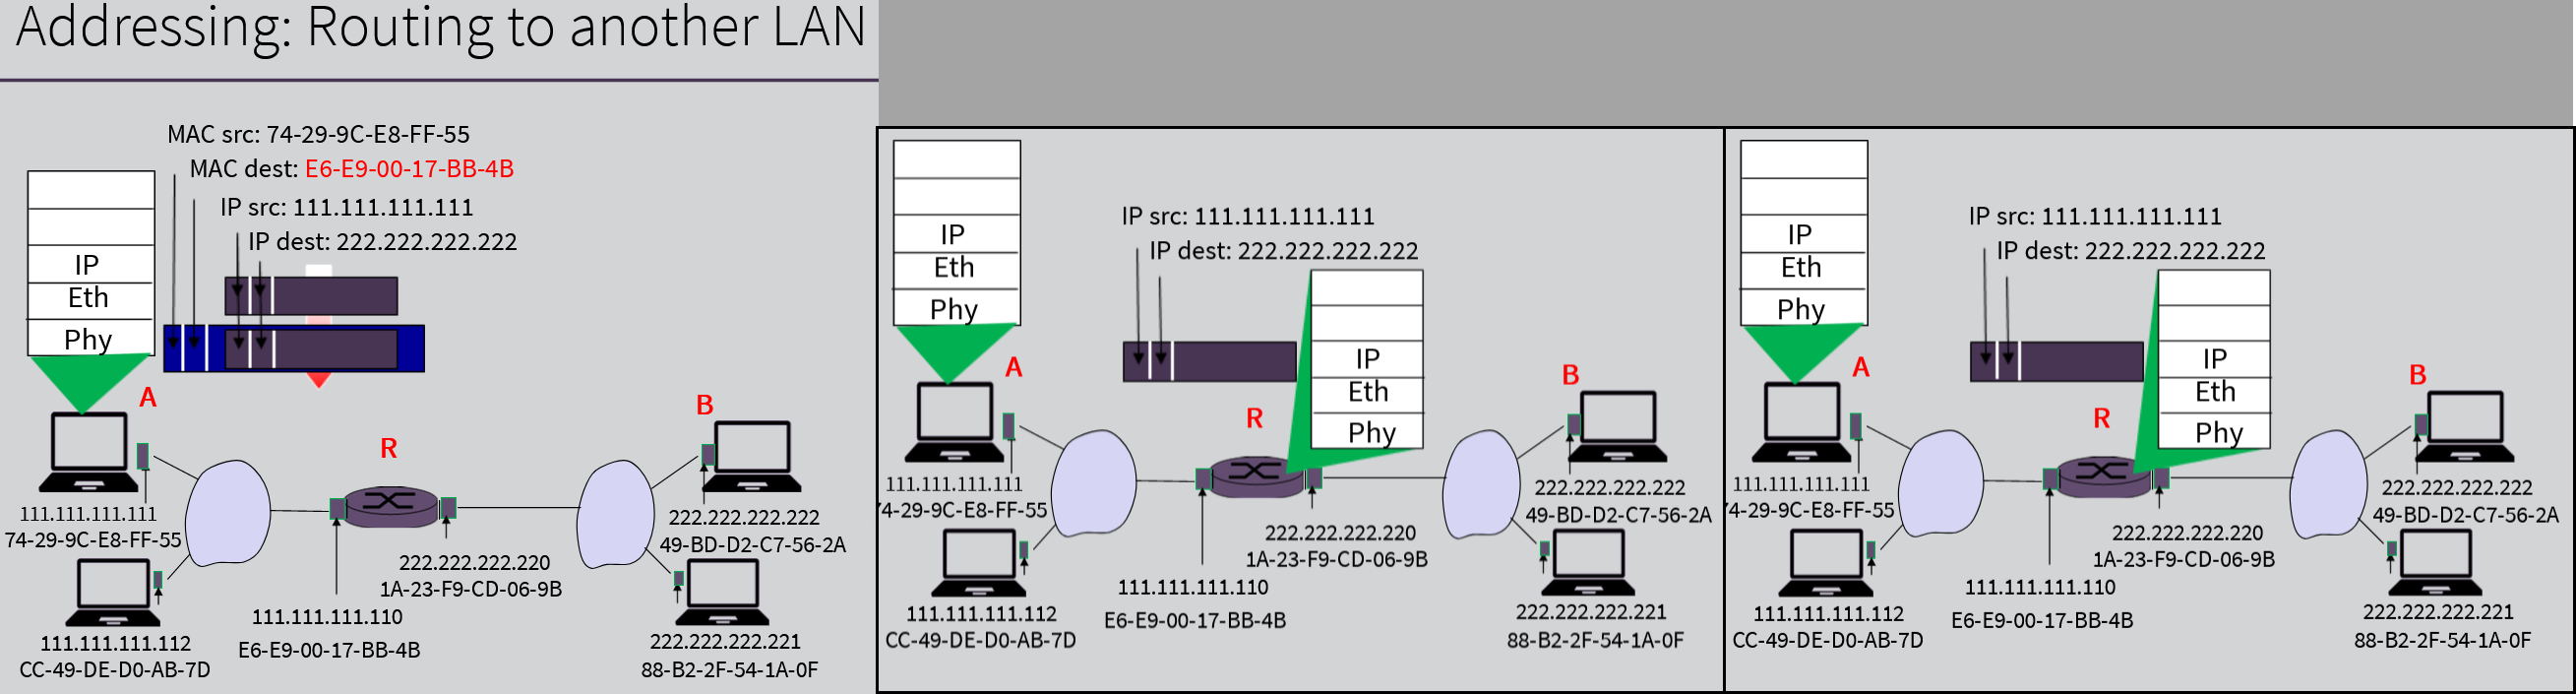 Addressing: Routing to another LAN
MAC src: 74-29-9C-E8-FF-55
MAC dest: E6-E9-00-17-BB-4B
IP src: 111.111.111.111
IP dest: 222.222.222.222
IP
Eth
Phy
A
B
R
111.111.111.111
74-29-9C-E8-FF-55
222.222.222.222
49-BD-D2-C7-56-2A
222.222.222.220
1A-23-F9-CD-06-9B
111.111.111.110
E6-E9-00-17-BB-4B
111.111.111.112
CC-49-DE-D0-AB-7D
222.222.222.221
88-B2-2F-54-1A-0F
IP src: 111.111.111.111
IP dest: 222.222.222.222
IP
Eth
Phy
IP
Eth
Phy
A
B
R
111.111.111.111
74-29-9C-E8-FF-55
222.222.222.222
49-BD-D2-C7-56-2A
222.222.222.220
1A-23-F9-CD-06-9B
111.111.111.110
E6-E9-00-17-BB-4B
111.111.111.112
CC-49-DE-D0-AB-7D
222.222.222.221
88-B2-2F-54-1A-0F
IP src: 111.111.111.111
IP dest: 222.222.222.222
IP
Eth
Phy
IP
Eth
Phy
A
B
R
111.111.111.111
74-29-9C-E8-FF-55
222.222.222.222
49-BD-D2-C7-56-2A
222.222.222.220
1A-23-F9-CD-06-9B
111.111.111.110
E6-E9-00-17-BB-4B
111.111.111.112
CC-49-DE-D0-AB-7D
222.222.222.221
88-B2-2F-54-1A-0F